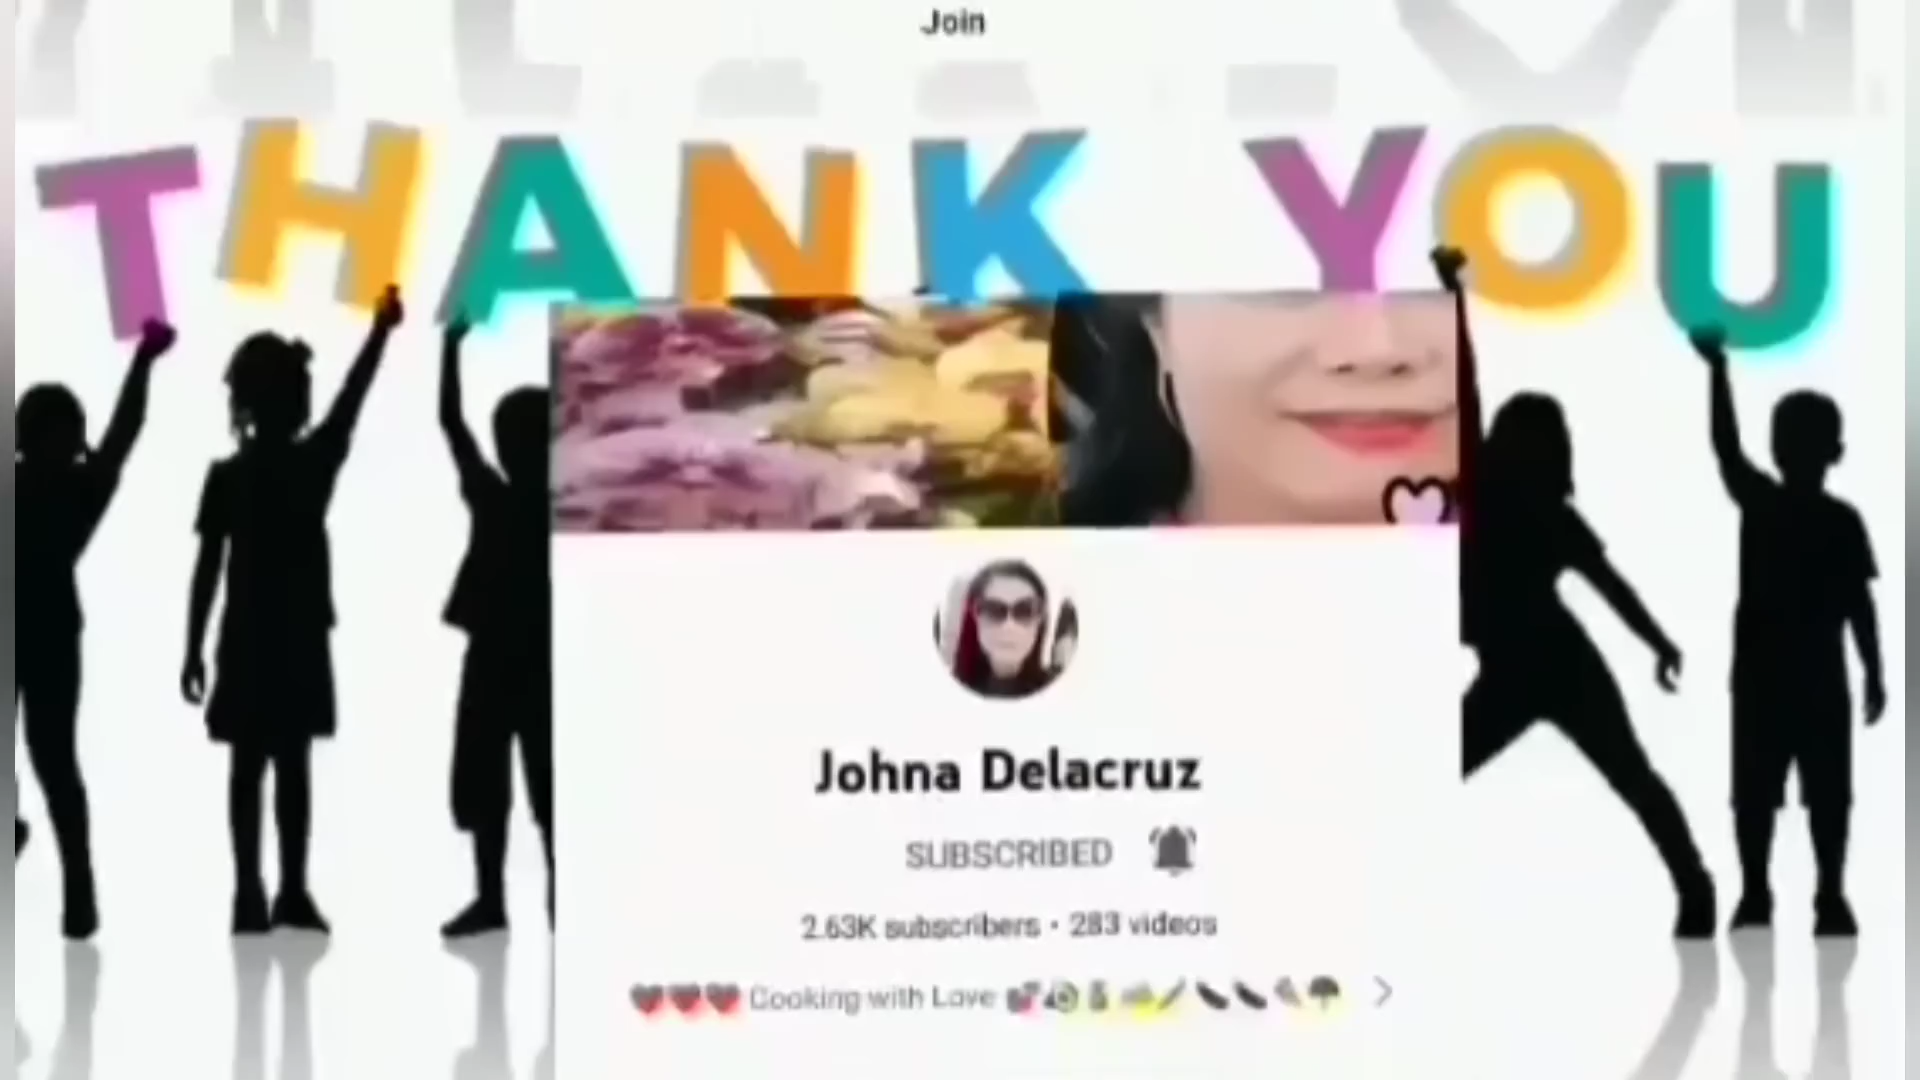 Join
THANK YOU
Johna Delacruz
SUBSCRIBED
2.63K subscribers • 283 videos
❤❤❤ Cooking with Love